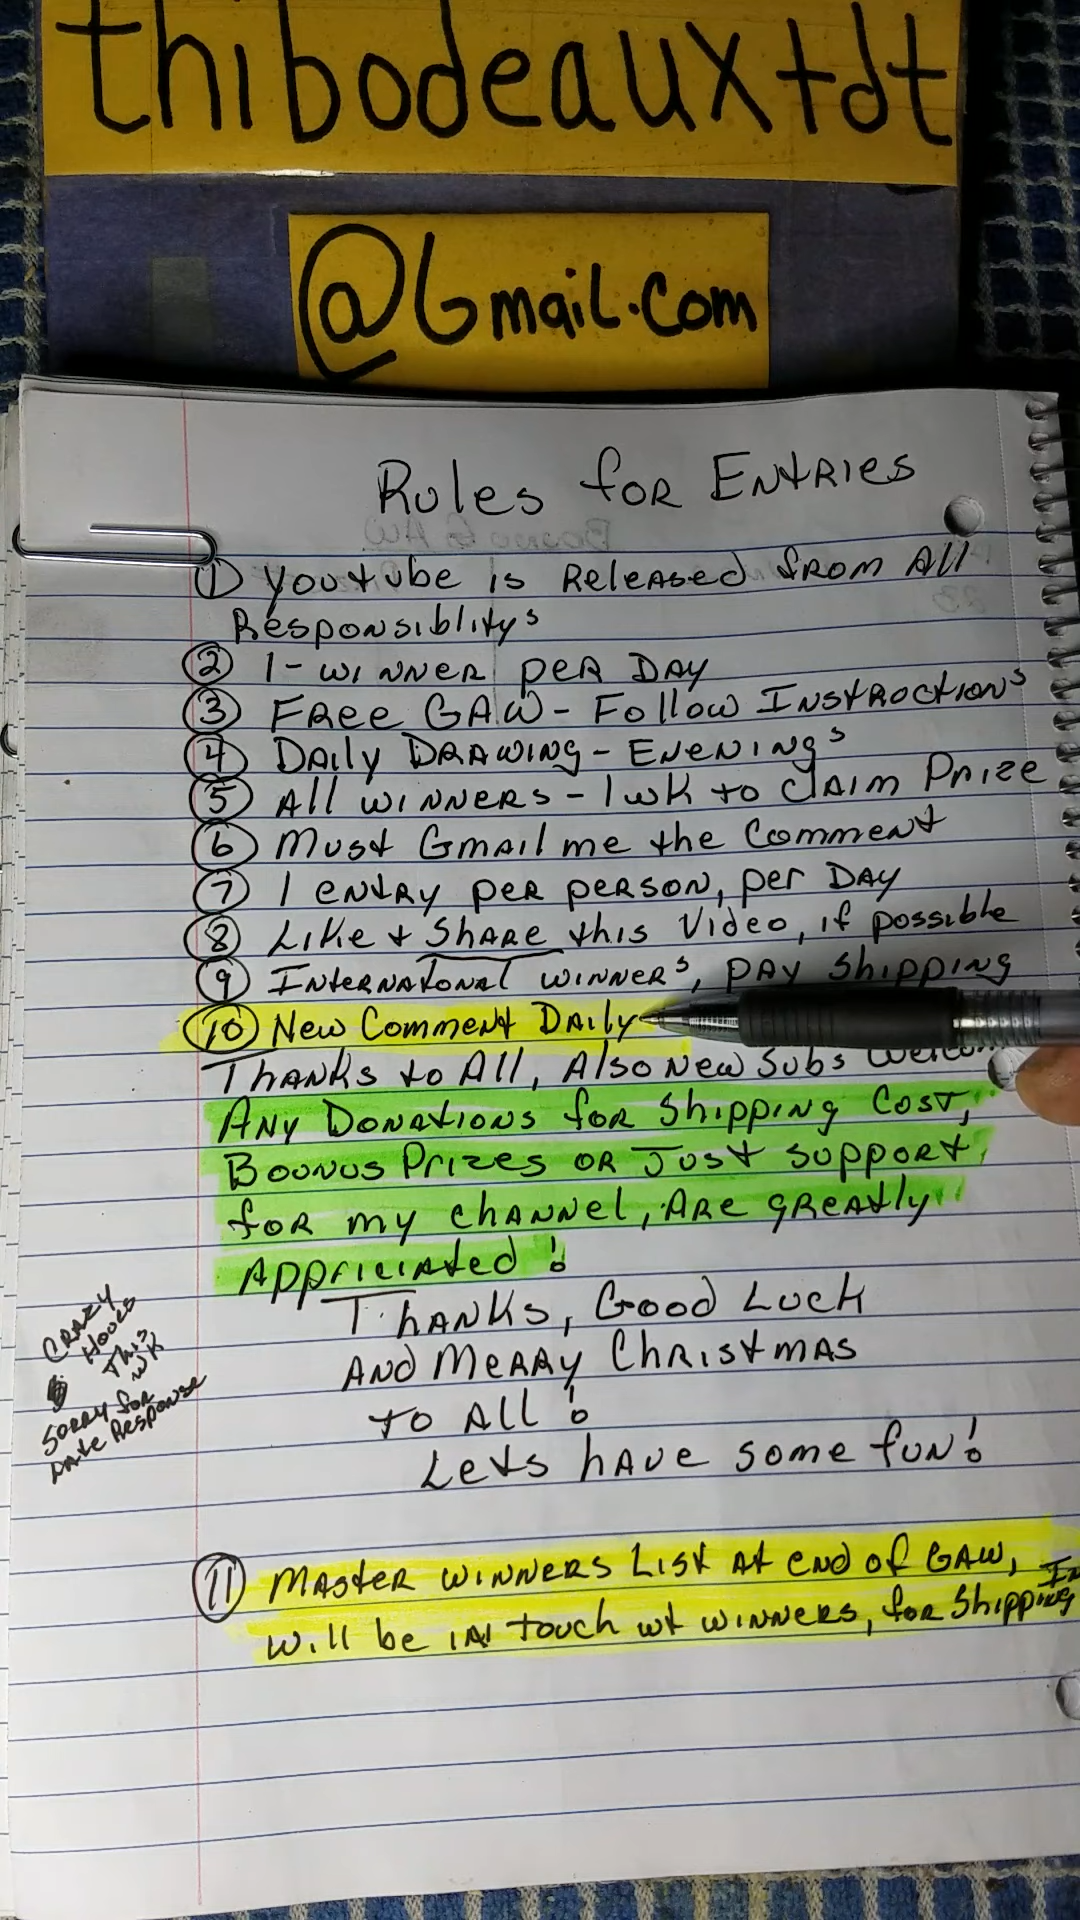 thibodeauxtdt
@Gmail.com
Rules for Entries
① Youtube is Released from All
Responsiblitys
② 1- winner per Day
③ Free GAW - Follow Instructions
④ Daily Drawing - Evenings
⑤ All winners - 1 wk to Claim Prize
⑥ Must Gmail me the Comment
⑦ 1 entry per person, per Day
⑧ Like + Share this Video, if possible
⑨ Internatonal winners, pay shipping
⑩ New Comment Daily
Thanks to All, Also New Subs
Any Donations for Shipping Cost,
Boonus Prizes or Just support
for my channel, Are greatly
Appriciated!
Thanks, Good Luck
And Merry Christmas
to All!
Lets have some fun!
Crazy
Hours
This
wk
Sorry for
Late Response
⑪ Master winners List at end of GAW, I
will be in touch wt winners, for Shipping